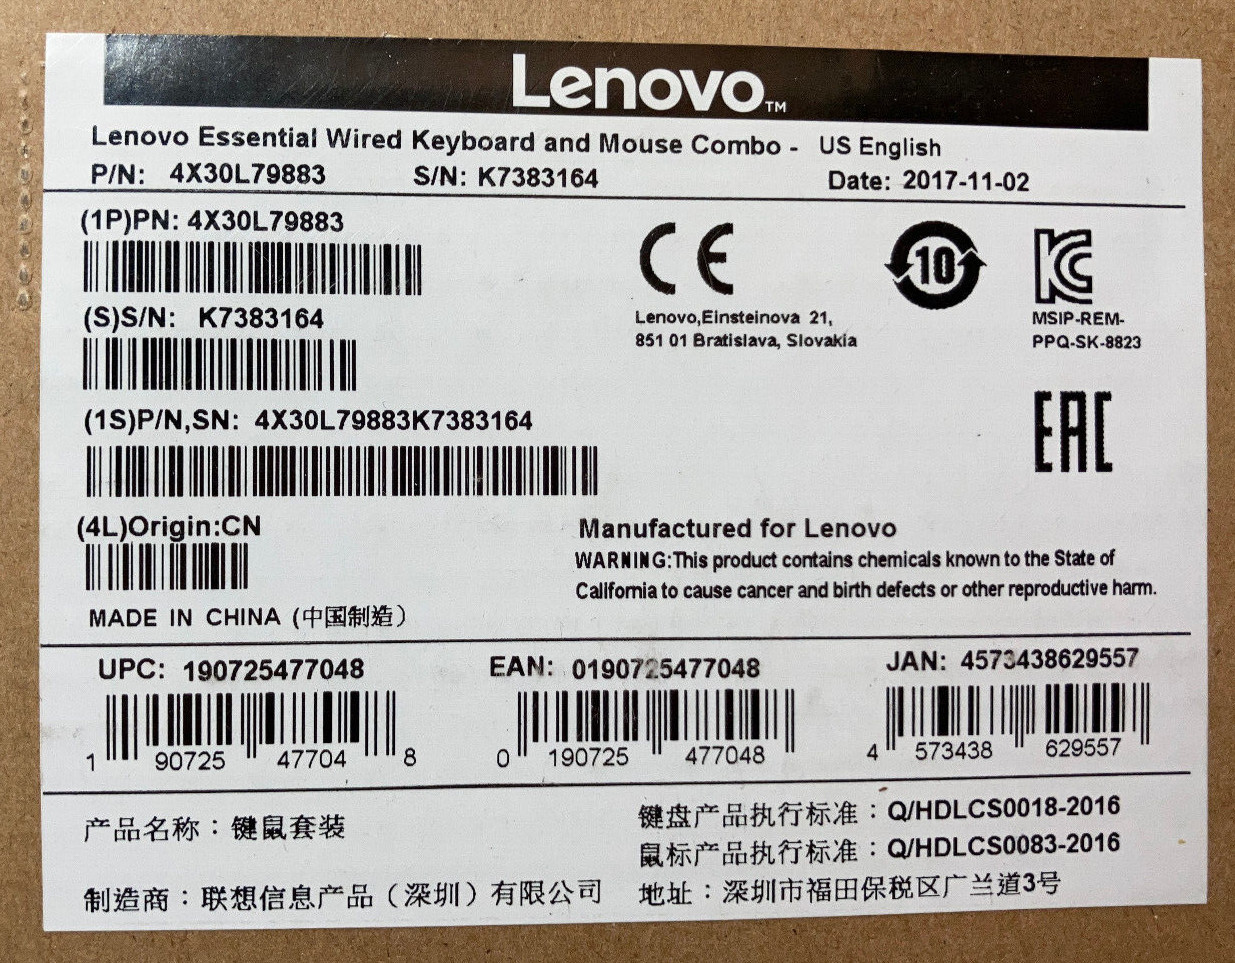 Lenovo™
Lenovo Essential Wired Keyboard and Mouse Combo - US English
P/N: 4X30L79883 S/N: K7383164 Date: 2017-11-02
(1P)PN: 4X30L79883
(S)S/N: K7383164
(1S)P/N,SN: 4X30L79883K7383164
(4L)Origin:CN
MADE IN CHINA (中国制造)
CE
Lenovo,Einsteinova 21,
851 01 Bratislava, Slovakia
10
KC
MSIP-REM-
PPQ-SK-8823
EAC
Manufactured for Lenovo
WARNING:This product contains chemicals known to the State of
California to cause cancer and birth defects or other reproductive harm.
UPC: 190725477048
1 90725 47704 8
EAN: 0190725477048
0 190725 477048
JAN: 4573438629557
4 573438 629557
产品名称：键鼠套装
制造商：联想信息产品（深圳）有限公司
键盘产品执行标准：Q/HDLCS0018-2016
鼠标产品执行标准：Q/HDLCS0083-2016
地址：深圳市福田保税区广兰道3号